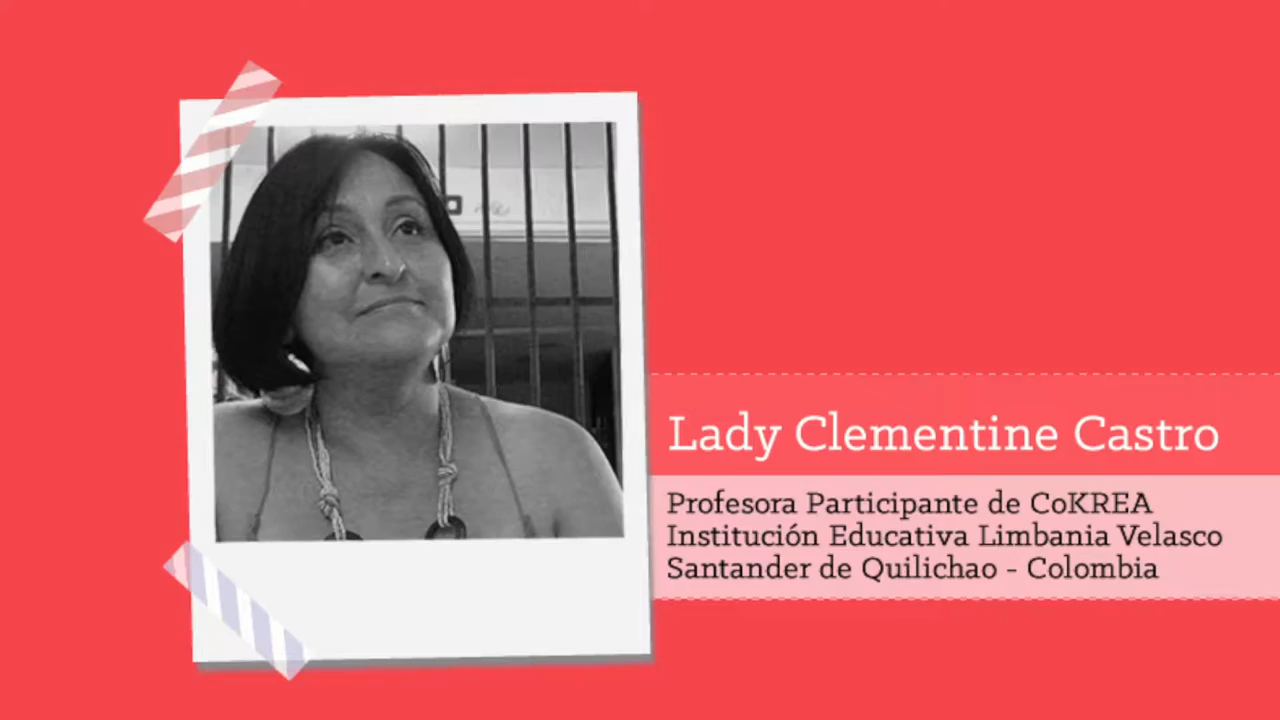 Lady Clementine Castro
Profesora Participante de CoKREA
Institución Educativa Limbania Velasco
Santander de Quilichao - Colombia